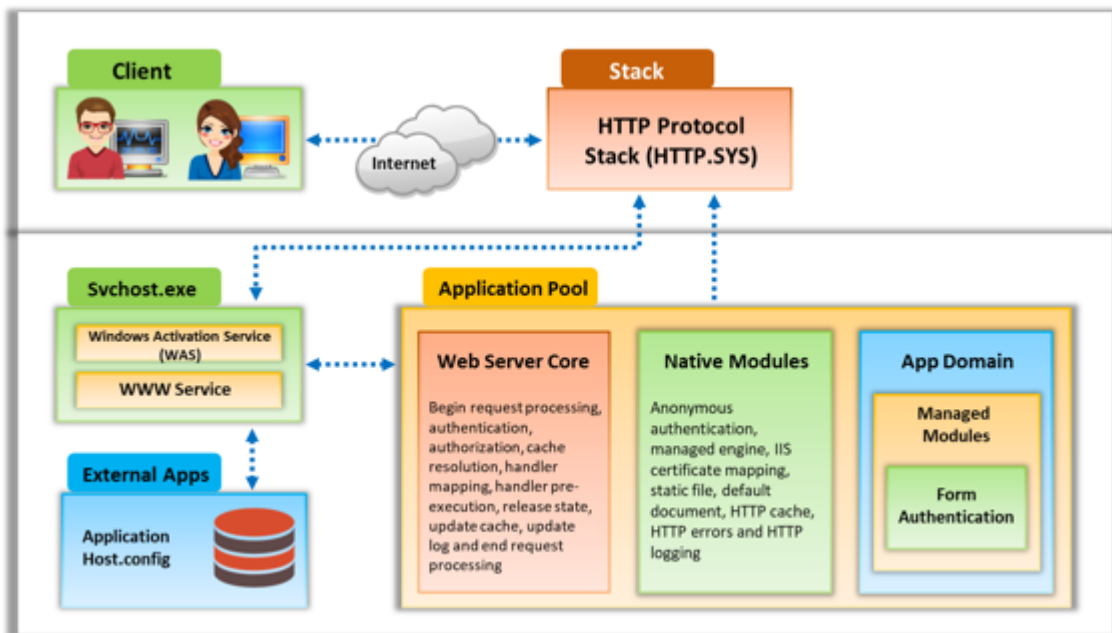 Client
Stack
HTTP Protocol
Stack (HTTP.SYS)
Internet
Svchost.exe
Windows Activation Service
(WAS)
WWW Service
External Apps
Application
Host.config
Application Pool
Web Server Core
Begin request processing,
authentication,
authorization, cache
resolution, handler
mapping, handler pre-
execution, release state,
update cache, update
log and end request
processing
Native Modules
Anonymous
authentication,
managed engine, IIS
certificate mapping,
static file, default
document, HTTP cache,
HTTP errors and HTTP
logging
App Domain
Managed
Modules
Form
Authentication